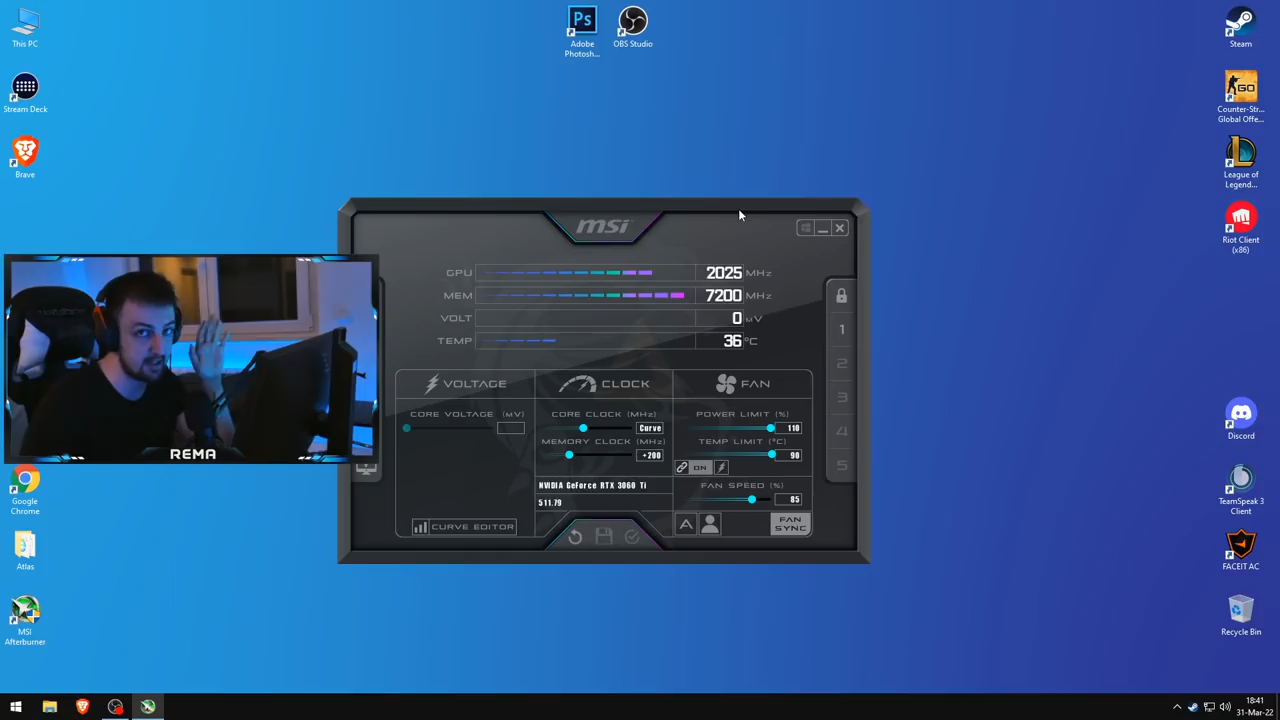 This PC
Stream Deck
Brave
Google
Chrome
Atlas
MSI
Afterburner
Ps
Adobe
Photosh...
OBS Studio
msi
GPU 2025 MHz
MEM 7200 MHz
VOLT 0 MV
TEMP 36 °C
VOLTAGE
CORE VOLTAGE (MV)
CURVE EDITOR
CLOCK
CORE CLOCK (MHz)
Curve
MEMORY CLOCK (MHz)
+200
NVIDIA GeForce RTX 3060 Ti
511.79
FAN
POWER LIMIT (%)
110
TEMP LIMIT (°C)
90
ON
FAN SPEED (%)
85
A
FAN
SYNC
1
2
3
4
5
REMA
Steam
GO
Counter-Str...
Global Offe...
League of
Legend...
Riot Client
(x86)
Discord
TeamSpeak 3
Client
FACEIT AC
Recycle Bin
18:41
31-Mar-22